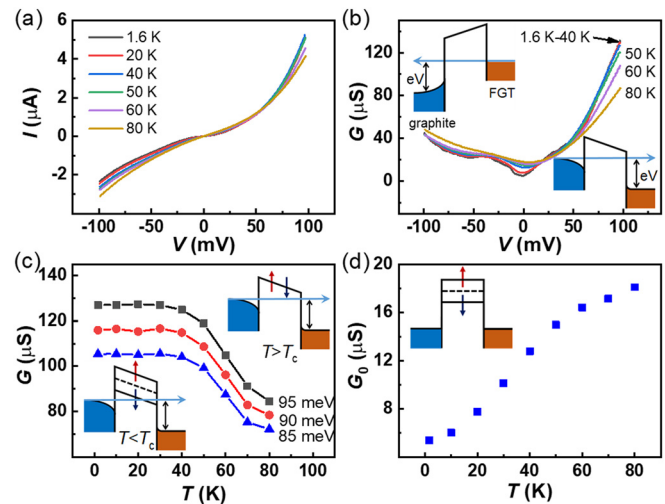 (a)
1.6 K
20 K
40 K
50 K
60 K
80 K
I (μA)
6
4
2
0
-2
-100 -50 0 50 100
V (mV)
(b)
G (μS)
160
120
80
40
0
-100 -50 0 50 100
V (mV)
eV
graphite
FGT
1.6 K-40 K
50 K
60 K
80 K
eV
(c)
G (μS)
140
120
100
80
60
0 20 40 60 80 100
T (K)
T>Tc
T<Tc
95 meV
90 meV
85 meV
(d)
G0 (μS)
20
16
12
8
4
0 20 40 60 80 100
T (K)